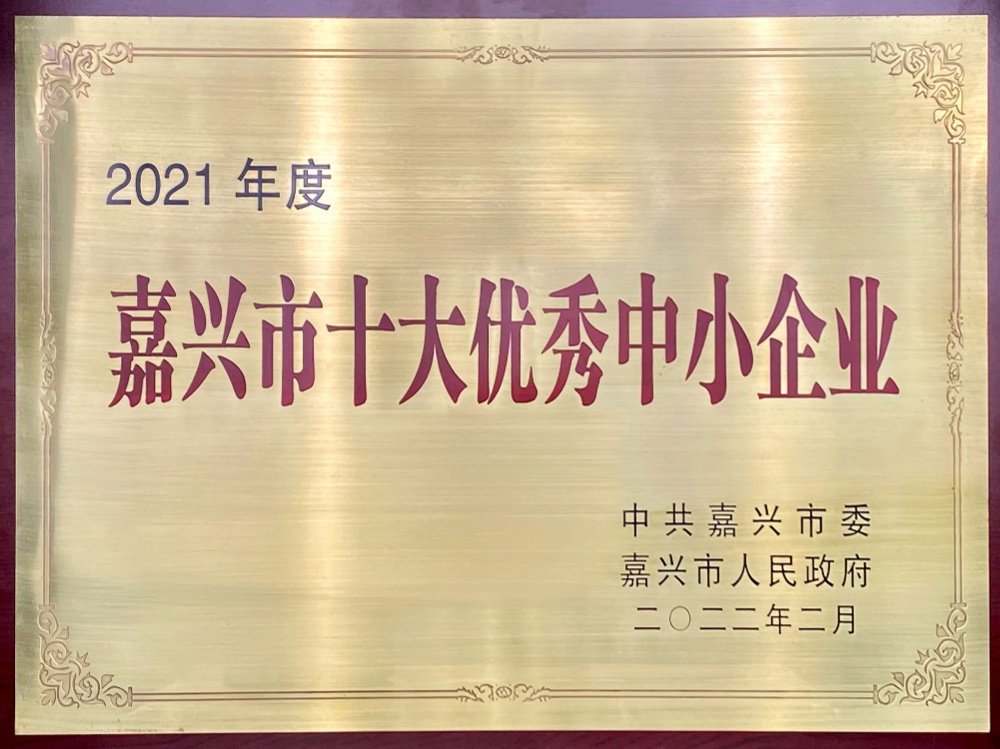 2021 年度
嘉兴市十大优秀中小企业
中共嘉兴市委
嘉兴市人民政府
二〇二二年二月